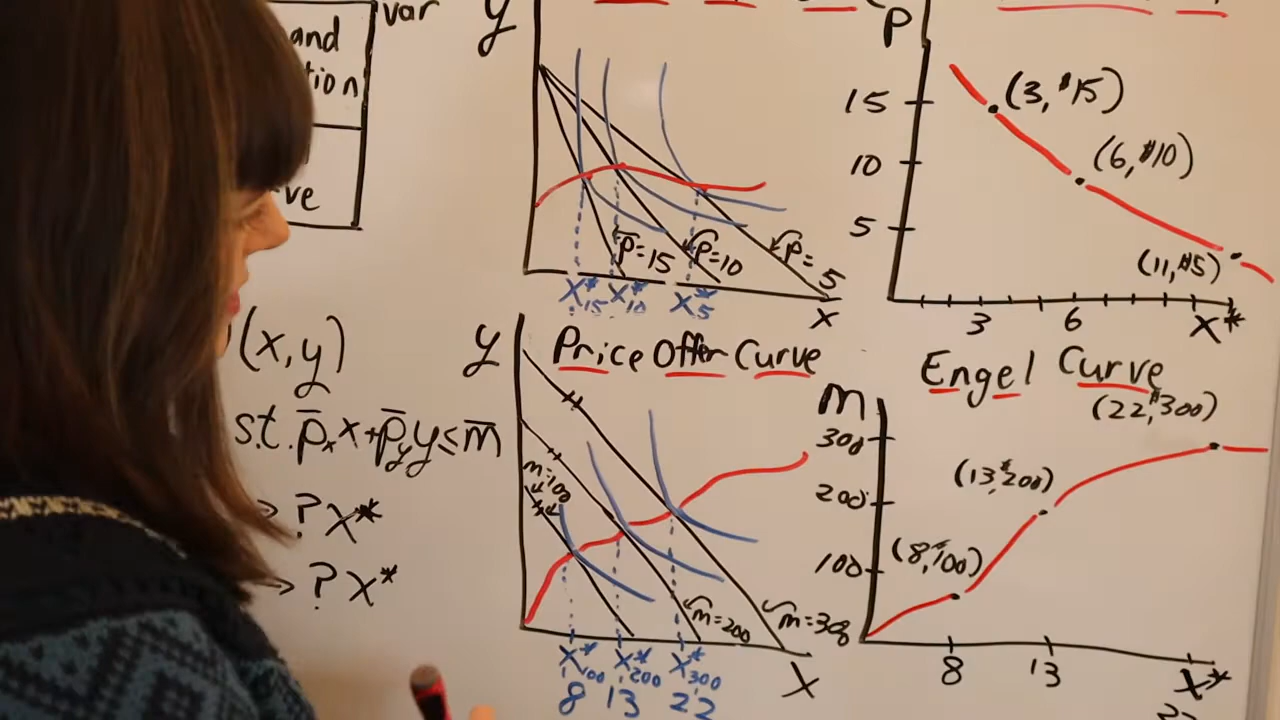 var
and
tion
ve
(x,y)
s.t. p̄ₓx+p̄ᵧy≤m̄
→ ?X*
→ ?X*
y
p̄=15
p=10
p=5
X*15
X*10
X*5
x
P
15
10
5
(3,$15)
(6,$10)
(11,$5)
3
6
X*
y
Price Offer Curve
m=100
m=200
m=300
X*100
X*200
X*300
8
13
22
X
Engel Curve
m
300
200
100
(22,$300)
(13,$200)
(8,$100)
8
13
X*